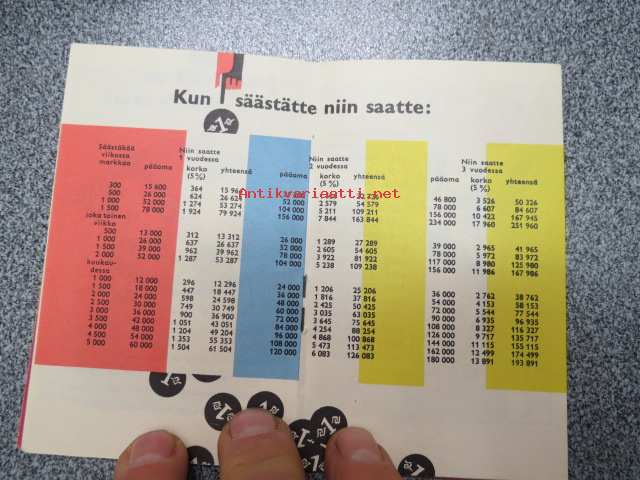 Kun säästätte niin saatte:
Säästäkää viikossa markkaa pääoma
Niin saatte 1 vuodessa korko (5 %) yhteensä
pääoma
Niin saatte 2 vuodessa korko (5 %) yhteensä
pääoma
Niin saatte 3 vuodessa korko (5 %) yhteensä
300 15 600 364 15 96 46 800 3 526 50 326
500 26 000 624 26 624 52 000 2 579 54 579 78 000 6 607 84 607
1 000 52 000 1 274 53 274 104 000 5 211 109 211 156 000 10 422 167 945
1 500 78 000 1 924 79 924 156 000 7 844 163 844 234 000 17 960 251 960
joka toinen viikko
500 13 000 312 13 312 26 000 1 289 27 289 39 000 2 965 41 965
1 000 26 000 637 26 637 52 000 2 605 54 605 78 000 5 972 83 972
1 500 39 000 962 39 962 78 000 3 922 81 922 117 000 8 980 125 980
2 000 52 000 1 287 53 287 104 000 5 238 109 238 156 000 11 986 167 986
kuukaudessa
1 000 12 000 296 12 296 24 000 1 206 25 206 36 000 2 762 38 762
1 500 18 000 447 18 447 36 000 1 816 37 816 54 000 4 153 58 153
2 000 24 000 598 24 598 48 000 2 425 50 425 72 000 5 544 77 544
2 500 30 000 749 30 749 60 000 3 035 63 035 90 000 6 935 96 935
3 000 36 000 900 36 900 72 000 3 645 75 645 108 000 8 327 116 327
3 500 42 000 1 051 43 051 84 000 4 254 88 254 126 000 9 717 135 717
4 000 48 000 1 204 49 204 96 000 4 868 100 868 144 000 11 115 155 115
4 500 54 000 1 353 55 353 108 000 5 473 113 473 162 000 12 499 174 499
5 000 60 000 1 504 61 504 120 000 6 083 126 083 180 000 13 891 193 891
Antikvariaatti.net